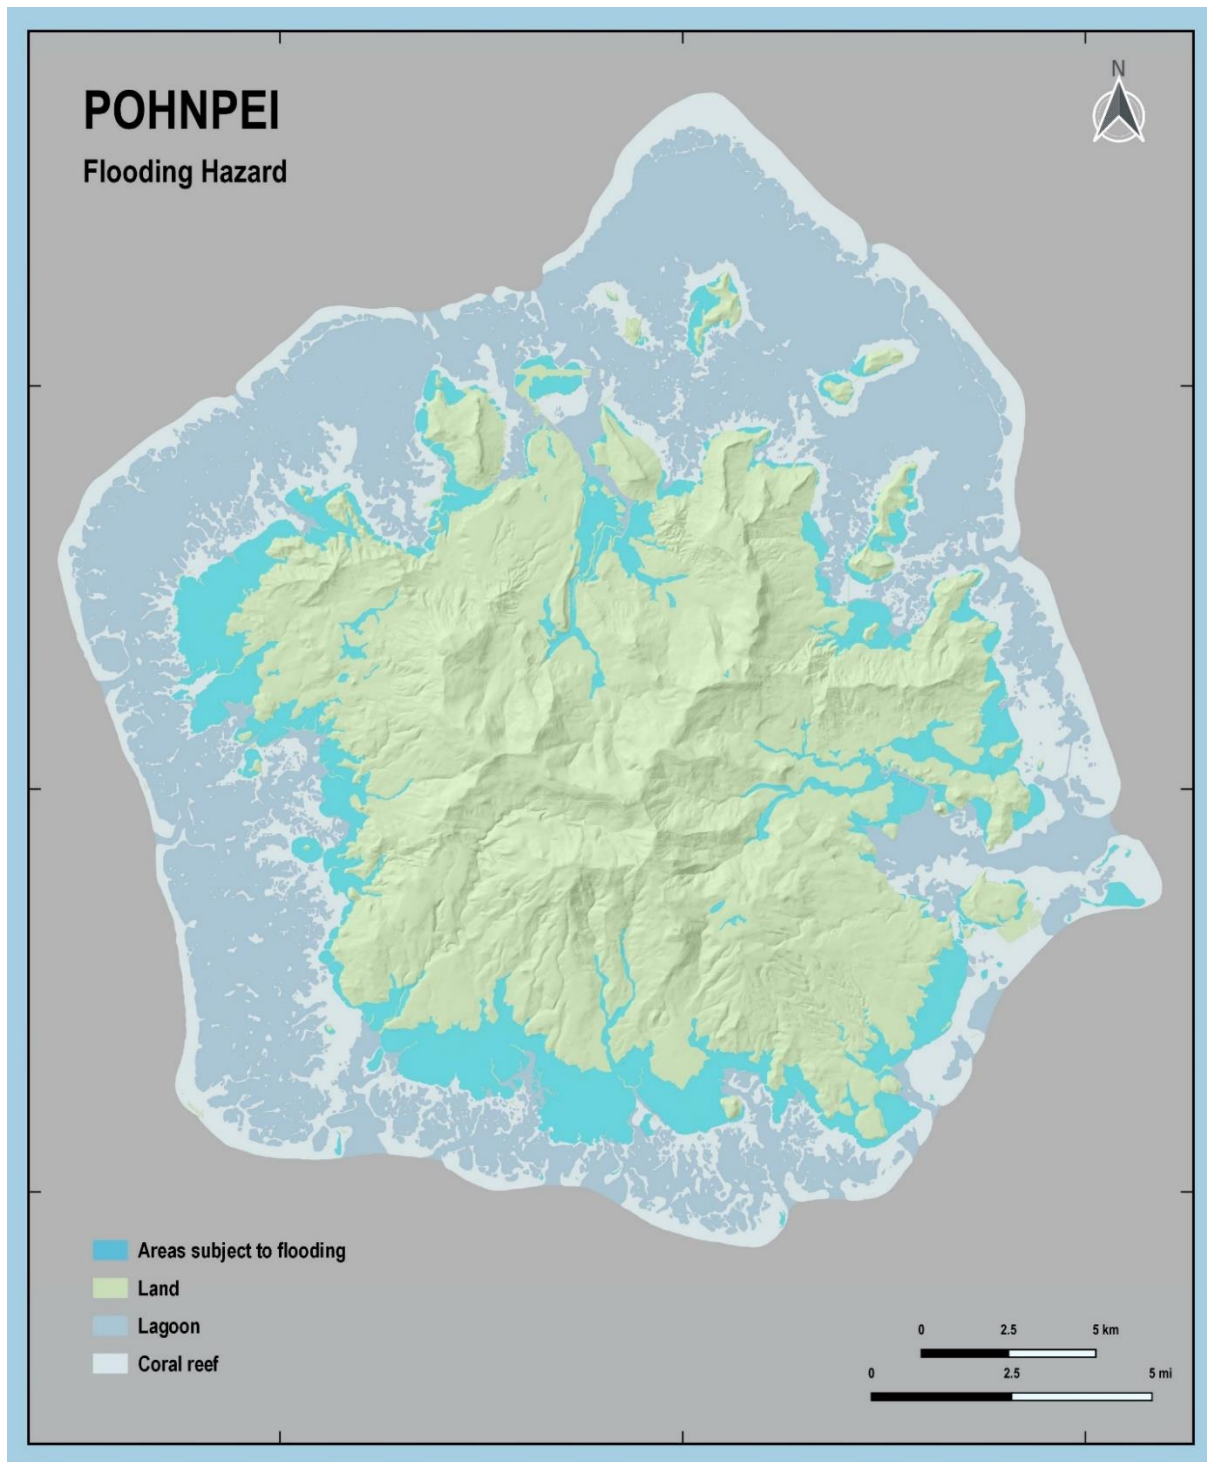 POHNPEI
Flooding Hazard
N
Areas subject to flooding
Land
Lagoon
Coral reef
0 2.5 5 km
0 2.5 5 mi